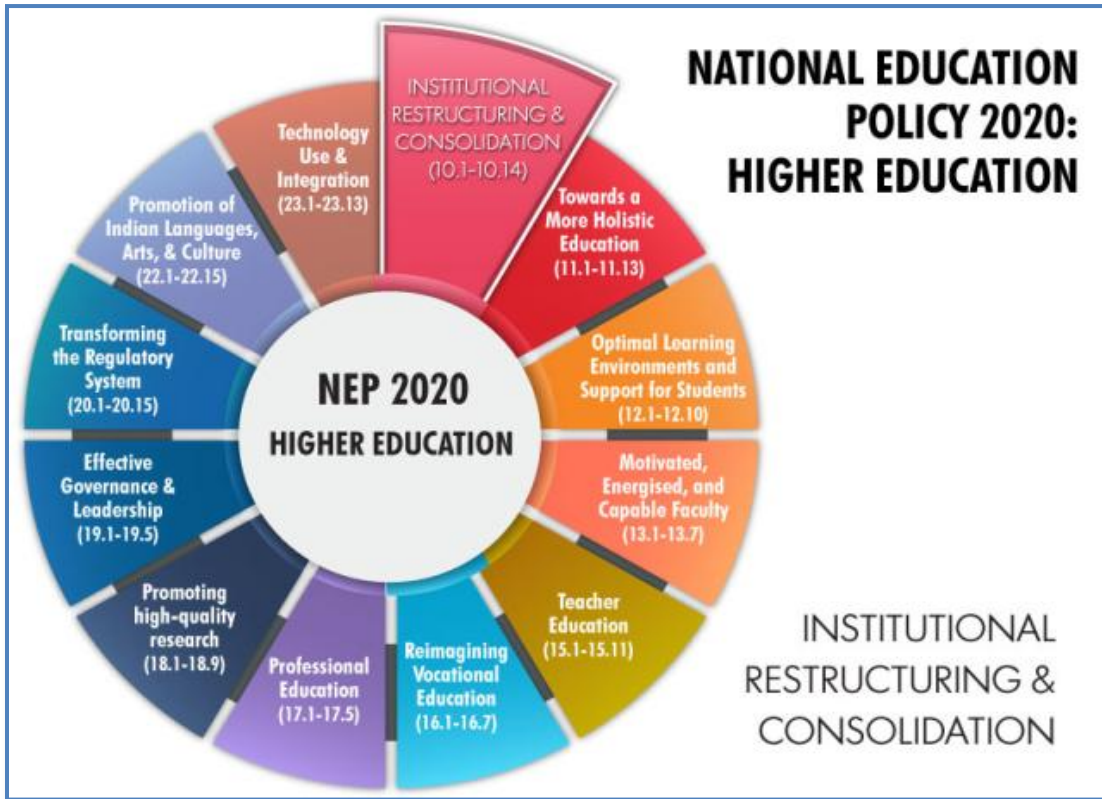 NATIONAL EDUCATION
POLICY 2020:
HIGHER EDUCATION
INSTITUTIONAL
RESTRUCTURING &
CONSOLIDATION
(10.1-10.14)
Towards a
More Holistic
Education
(11.1-11.13)
Optimal Learning
Environments and
Support for Students
(12.1-12.10)
Motivated,
Energised, and
Capable Faculty
(13.1-13.7)
Teacher
Education
(15.1-15.11)
Reimagining
Vocational
Education
(16.1-16.7)
Professional
Education
(17.1-17.5)
Promoting
high-quality
research
(18.1-18.9)
Effective
Governance &
Leadership
(19.1-19.5)
Transforming
the Regulatory
System
(20.1-20.15)
Promotion of
Indian Languages,
Arts, & Culture
(22.1-22.15)
Technology
Use &
Integration
(23.1-23.13)
NEP 2020
HIGHER EDUCATION
INSTITUTIONAL
RESTRUCTURING &
CONSOLIDATION